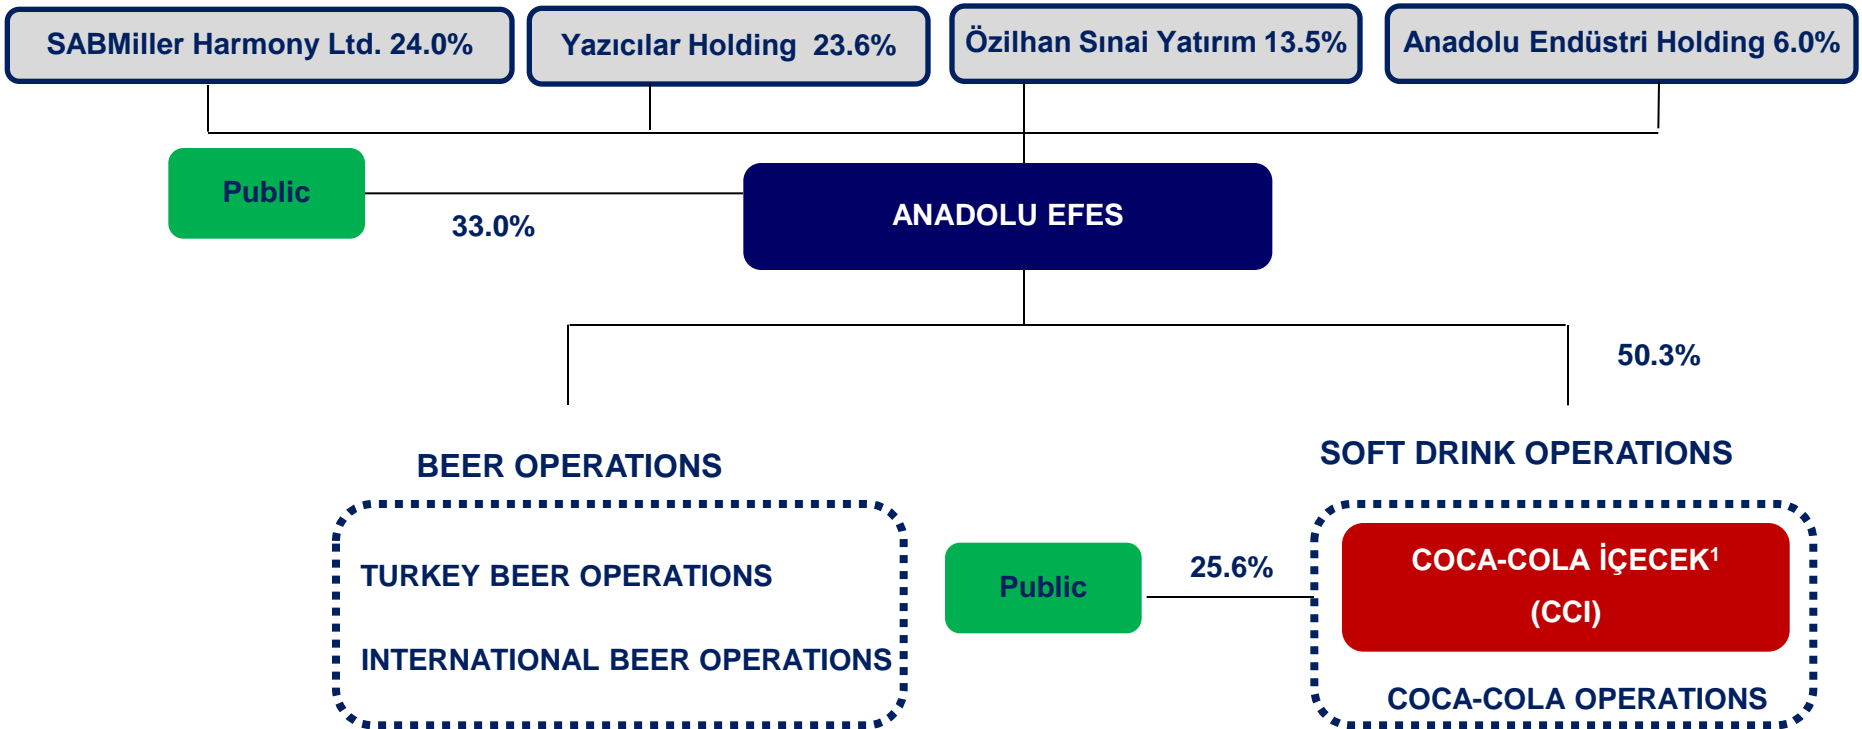 SABMiller Harmony Ltd. 24.0%
Yazıcılar Holding 23.6%
Özilhan Sınai Yatırım 13.5%
Anadolu Endüstri Holding 6.0%
Public
33.0%
ANADOLU EFES
50.3%
BEER OPERATIONS
SOFT DRINK OPERATIONS
TURKEY BEER OPERATIONS
INTERNATIONAL BEER OPERATIONS
Public
25.6%
COCA-COLA İÇECEK¹
(CCI)
COCA-COLA OPERATIONS